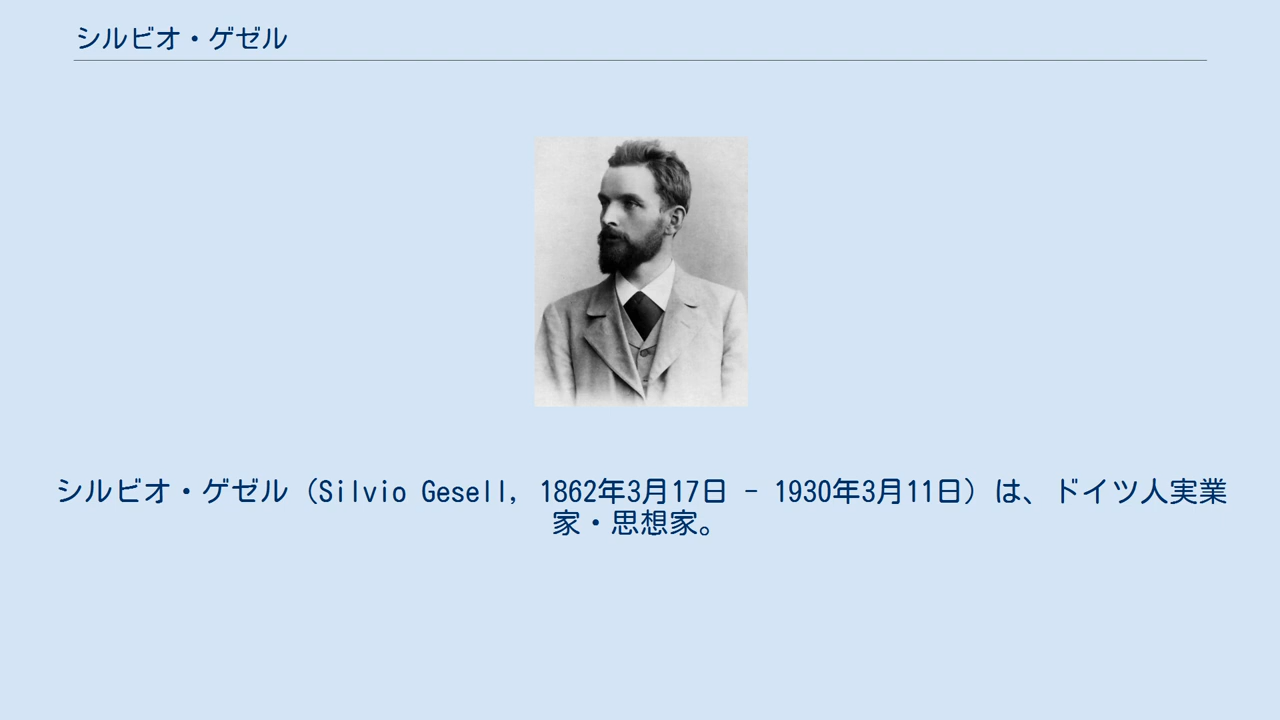 シルビオ・ゲゼル
シルビオ・ゲゼル（Silvio Gesell, 1862年3月17日 - 1930年3月11日）は、ドイツ人実業
家・思想家。